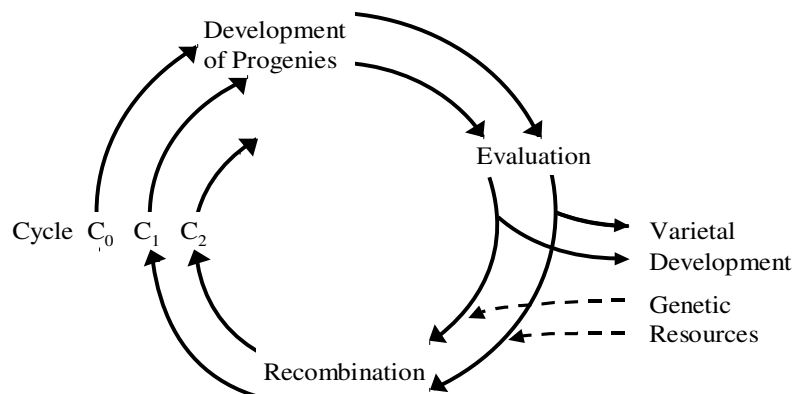 Development
of Progenies
Evaluation
Cycle C₀ C₁ C₂
Varietal
Development
Genetic
Resources
Recombination